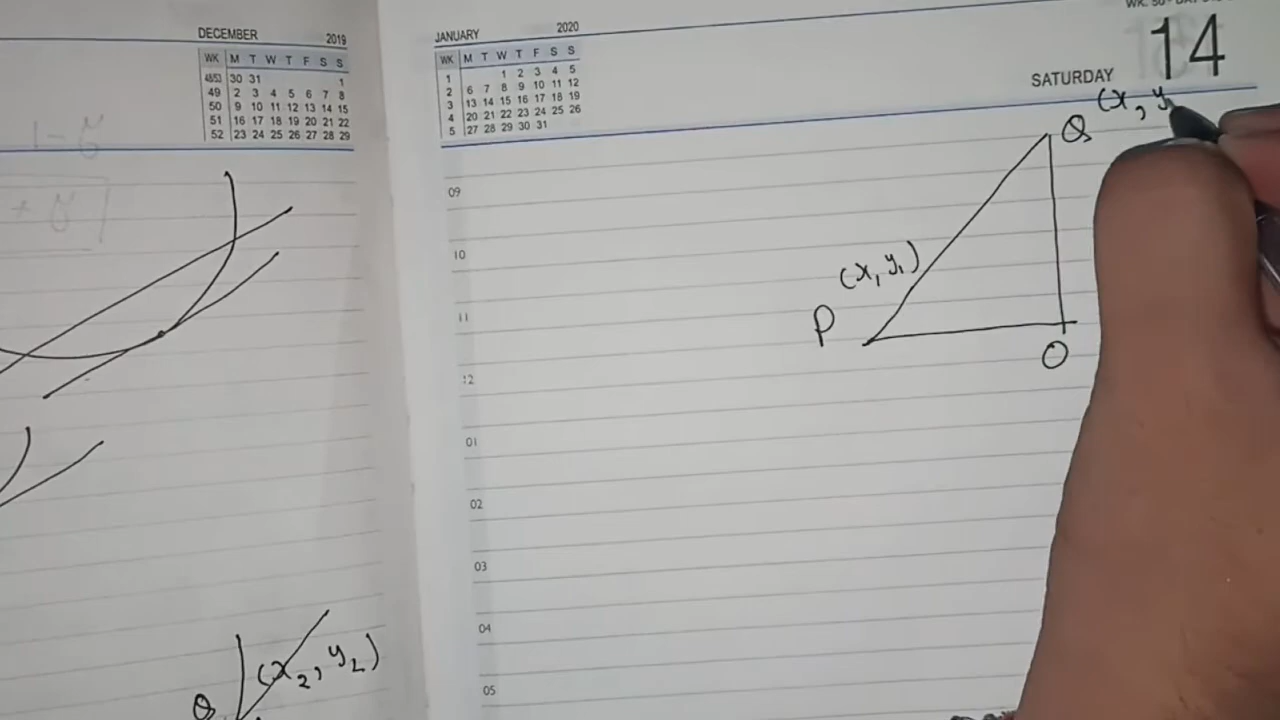 DECEMBER 2019
WK M T W T F S S
4853 30 31 1
49 2 3 4 5 6 7 8
50 9 10 11 12 13 14 15
51 16 17 18 19 20 21 22
52 23 24 25 26 27 28 29
(x2, y2)
Q
JANUARY 2020
WK M T W T F S S
1 1 2 3 4 5
2 6 7 8 9 10 11 12
3 13 14 15 16 17 18 19
4 20 21 22 23 24 25 26
5 27 28 29 30 31
14
SATURDAY
(x, y
Q
09
10
(x, y1)
11
P
O
12
01
02
03
04
05